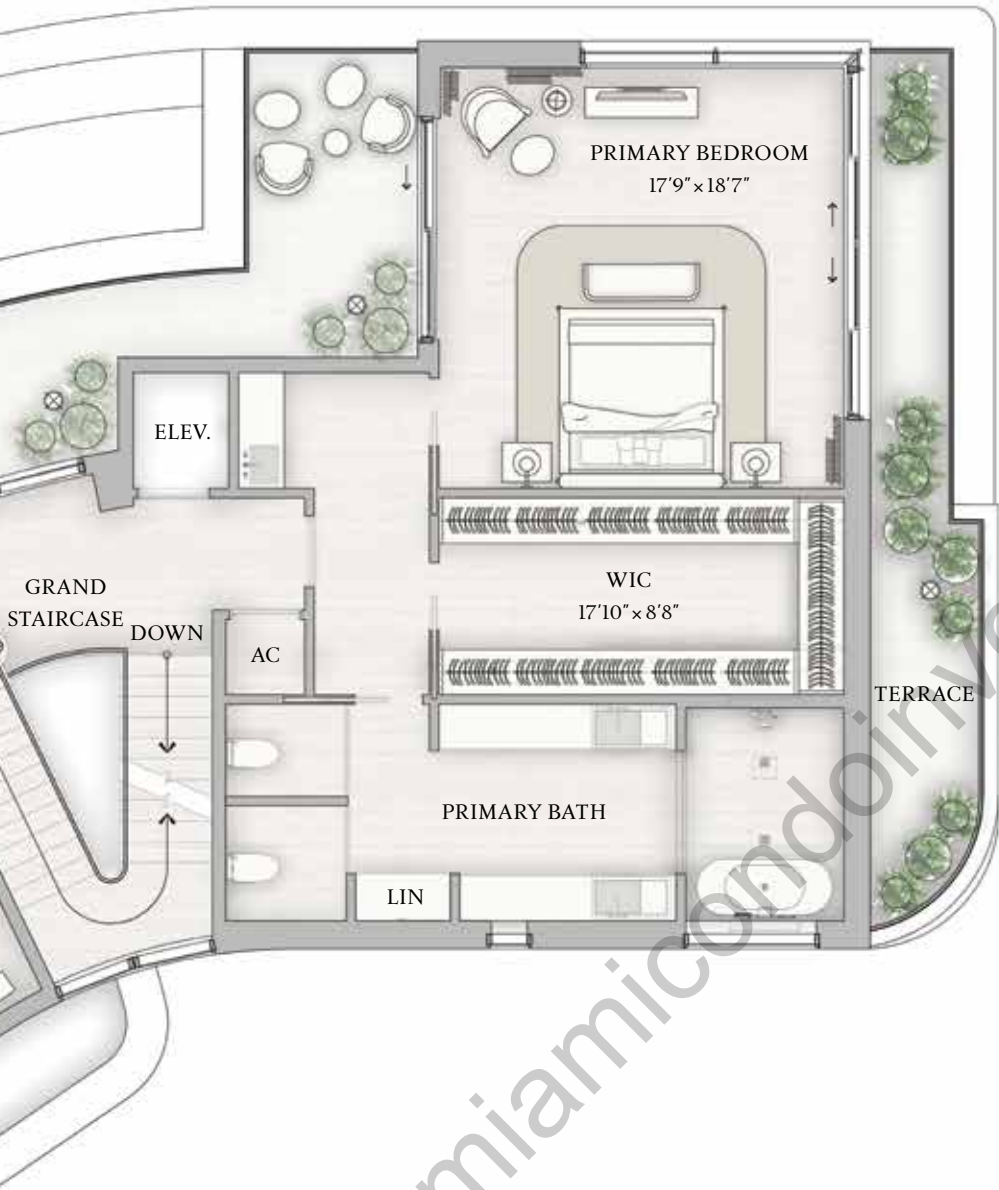 PRIMARY BEDROOM
17'9" × 18'7"
ELEV.
GRAND
STAIRCASE
DOWN
WIC
17'10" × 8'8"
AC
TERRACE
PRIMARY BATH
LIN
miamicondoinve